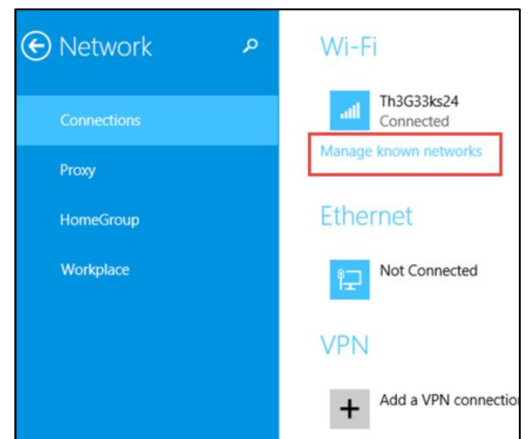 Network
Connections
Proxy
HomeGroup
Workplace
Wi-Fi
Th3G33ks24
Connected
Manage known networks
Ethernet
Not Connected
VPN
Add a VPN connectio